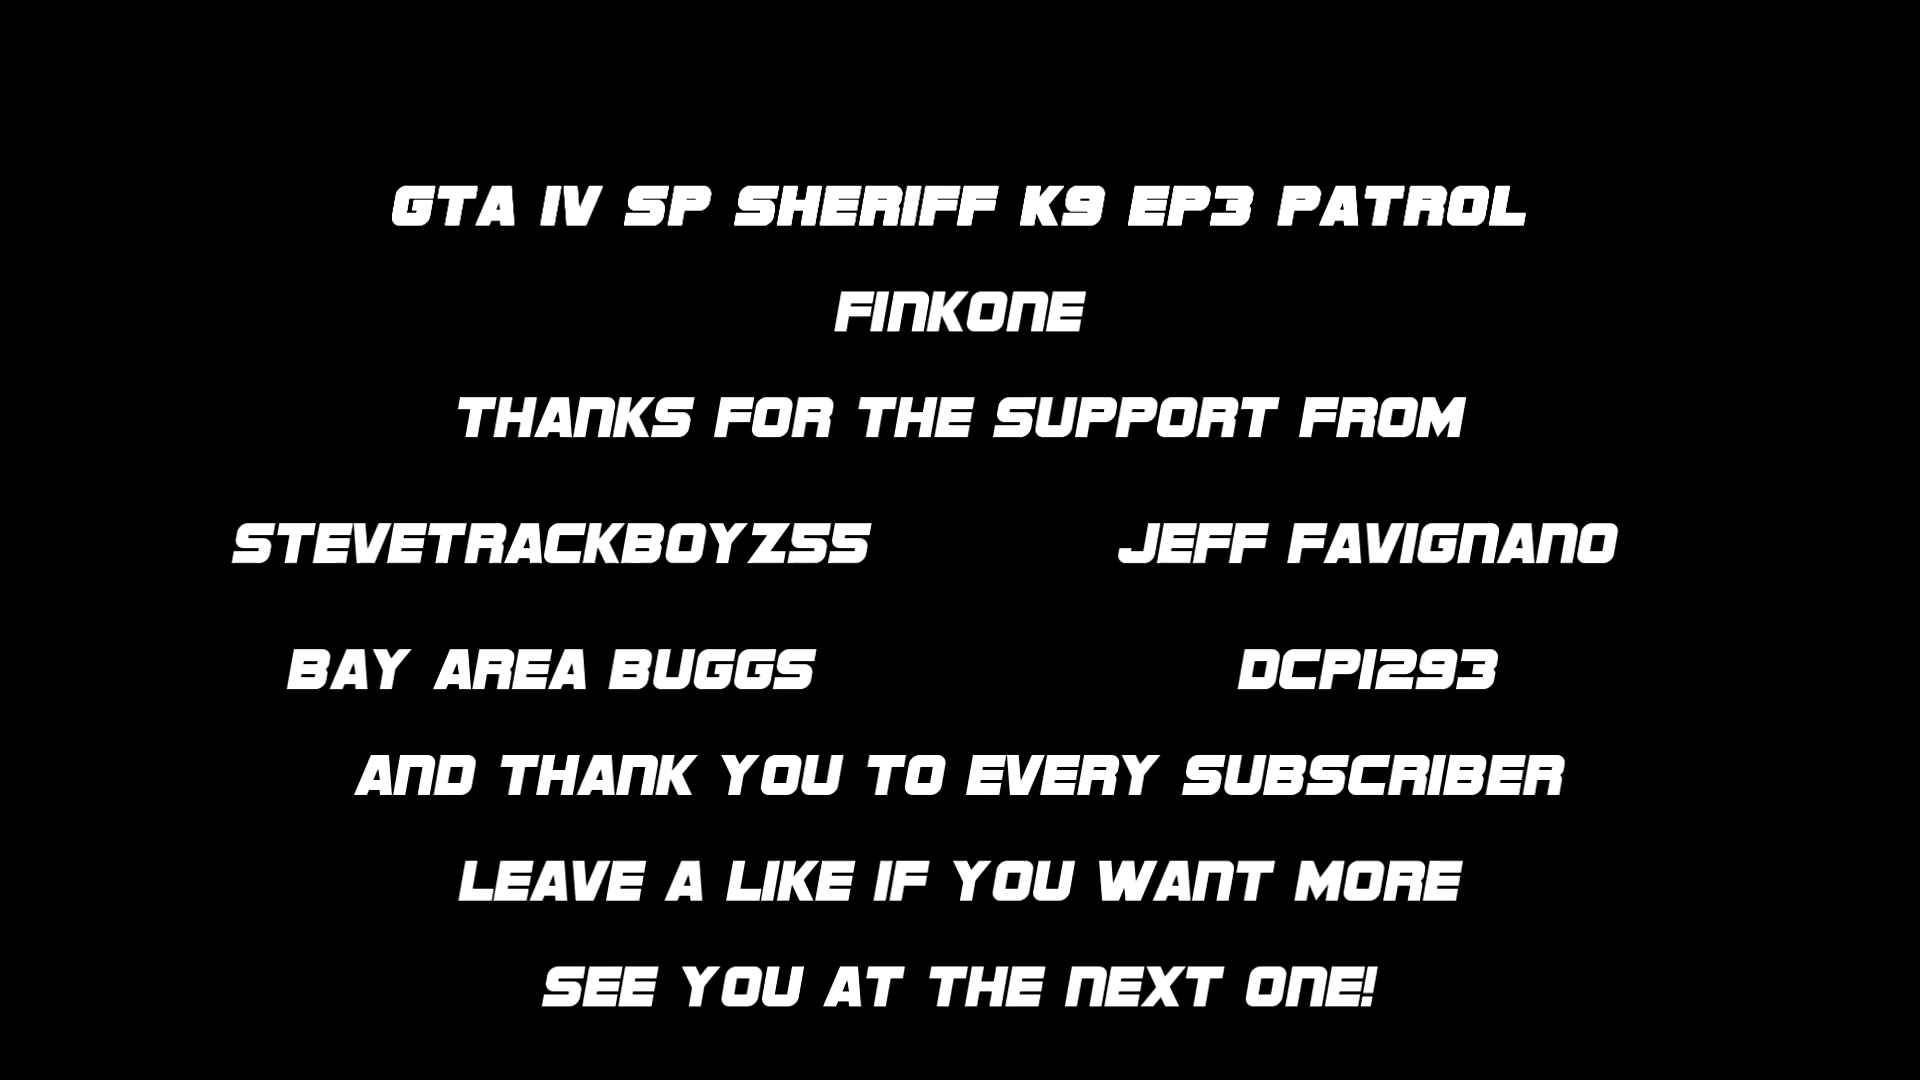 GTA IV SP SHERIFF K9 EP3 PATROL
FINKONE
THANKS FOR THE SUPPORT FROM
STEVETRACKBOYZ55 JEFF FAVIGNANO
BAY AREA BUGGS DCP1293
AND THANK YOU TO EVERY SUBSCRIBER
LEAVE A LIKE IF YOU WANT MORE
SEE YOU AT THE NEXT ONE!